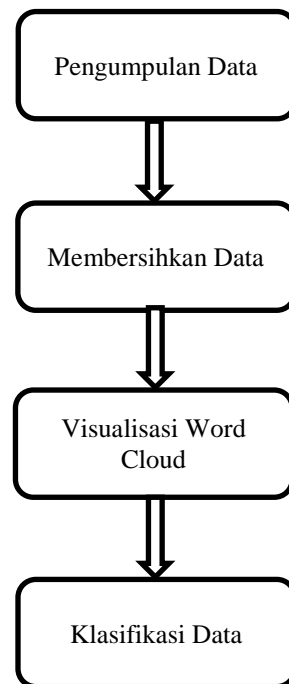 Pengumpulan Data
Membersihkan Data
Visualisasi Word
Cloud
Klasifikasi Data